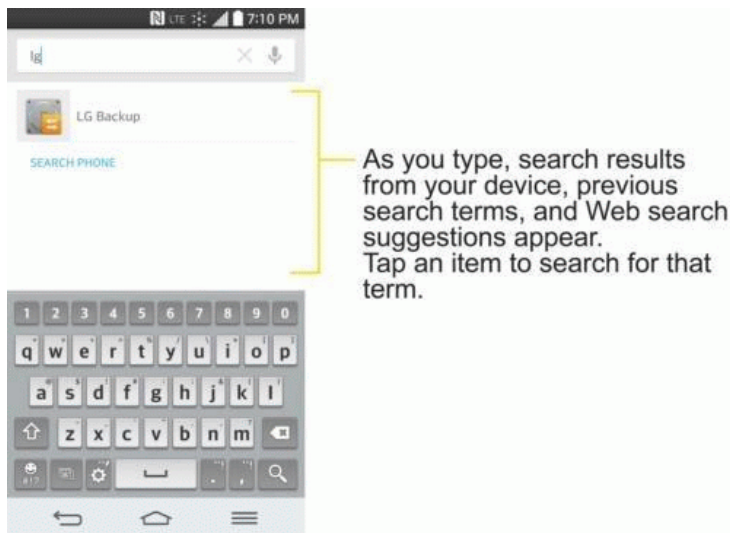 LTE 7:10 PM
lg
LG Backup
SEARCH PHONE
As you type, search results
from your device, previous
search terms, and Web search
suggestions appear.
Tap an item to search for that
term.
1 2 3 4 5 6 7 8 9 0
q w e r t y u i o p
a s d f g h j k l
z x c v b n m
. ,